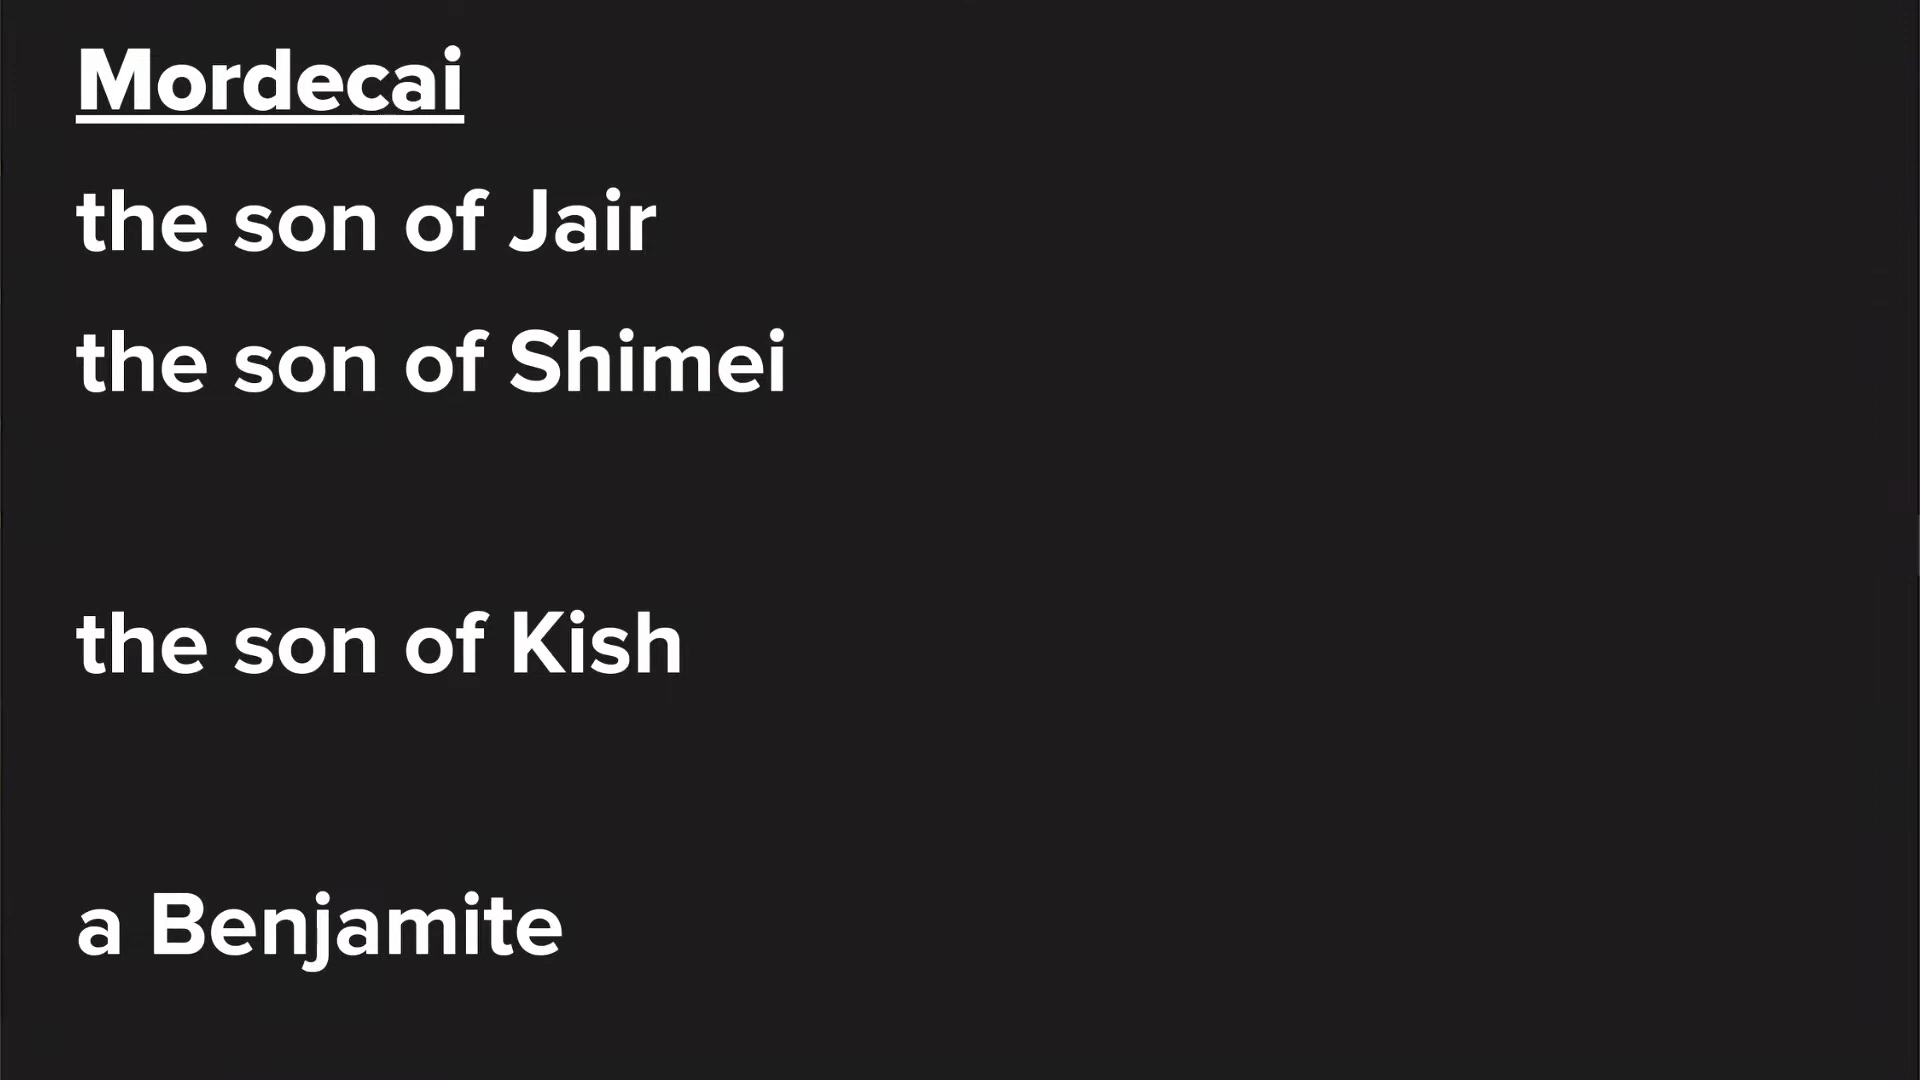 Mordecai
the son of Jair
the son of Shimei
the son of Kish
a Benjamite